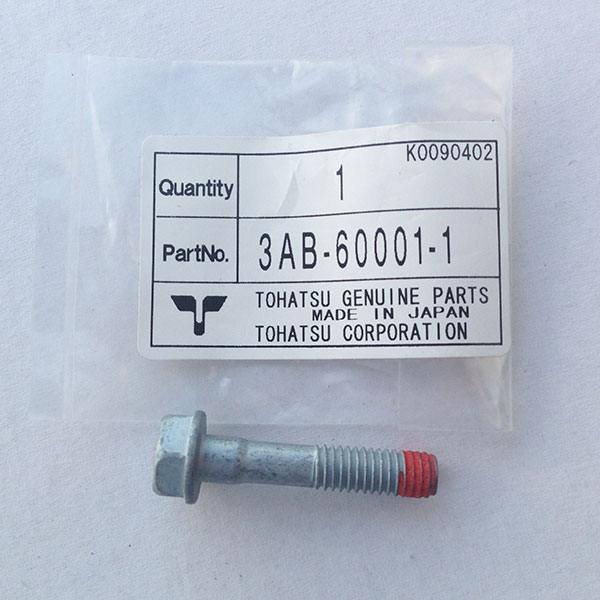 K0090402
Quantity 1
PartNo. 3AB-60001-1
TOHATSU GENUINE PARTS
MADE IN JAPAN
TOHATSU CORPORATION